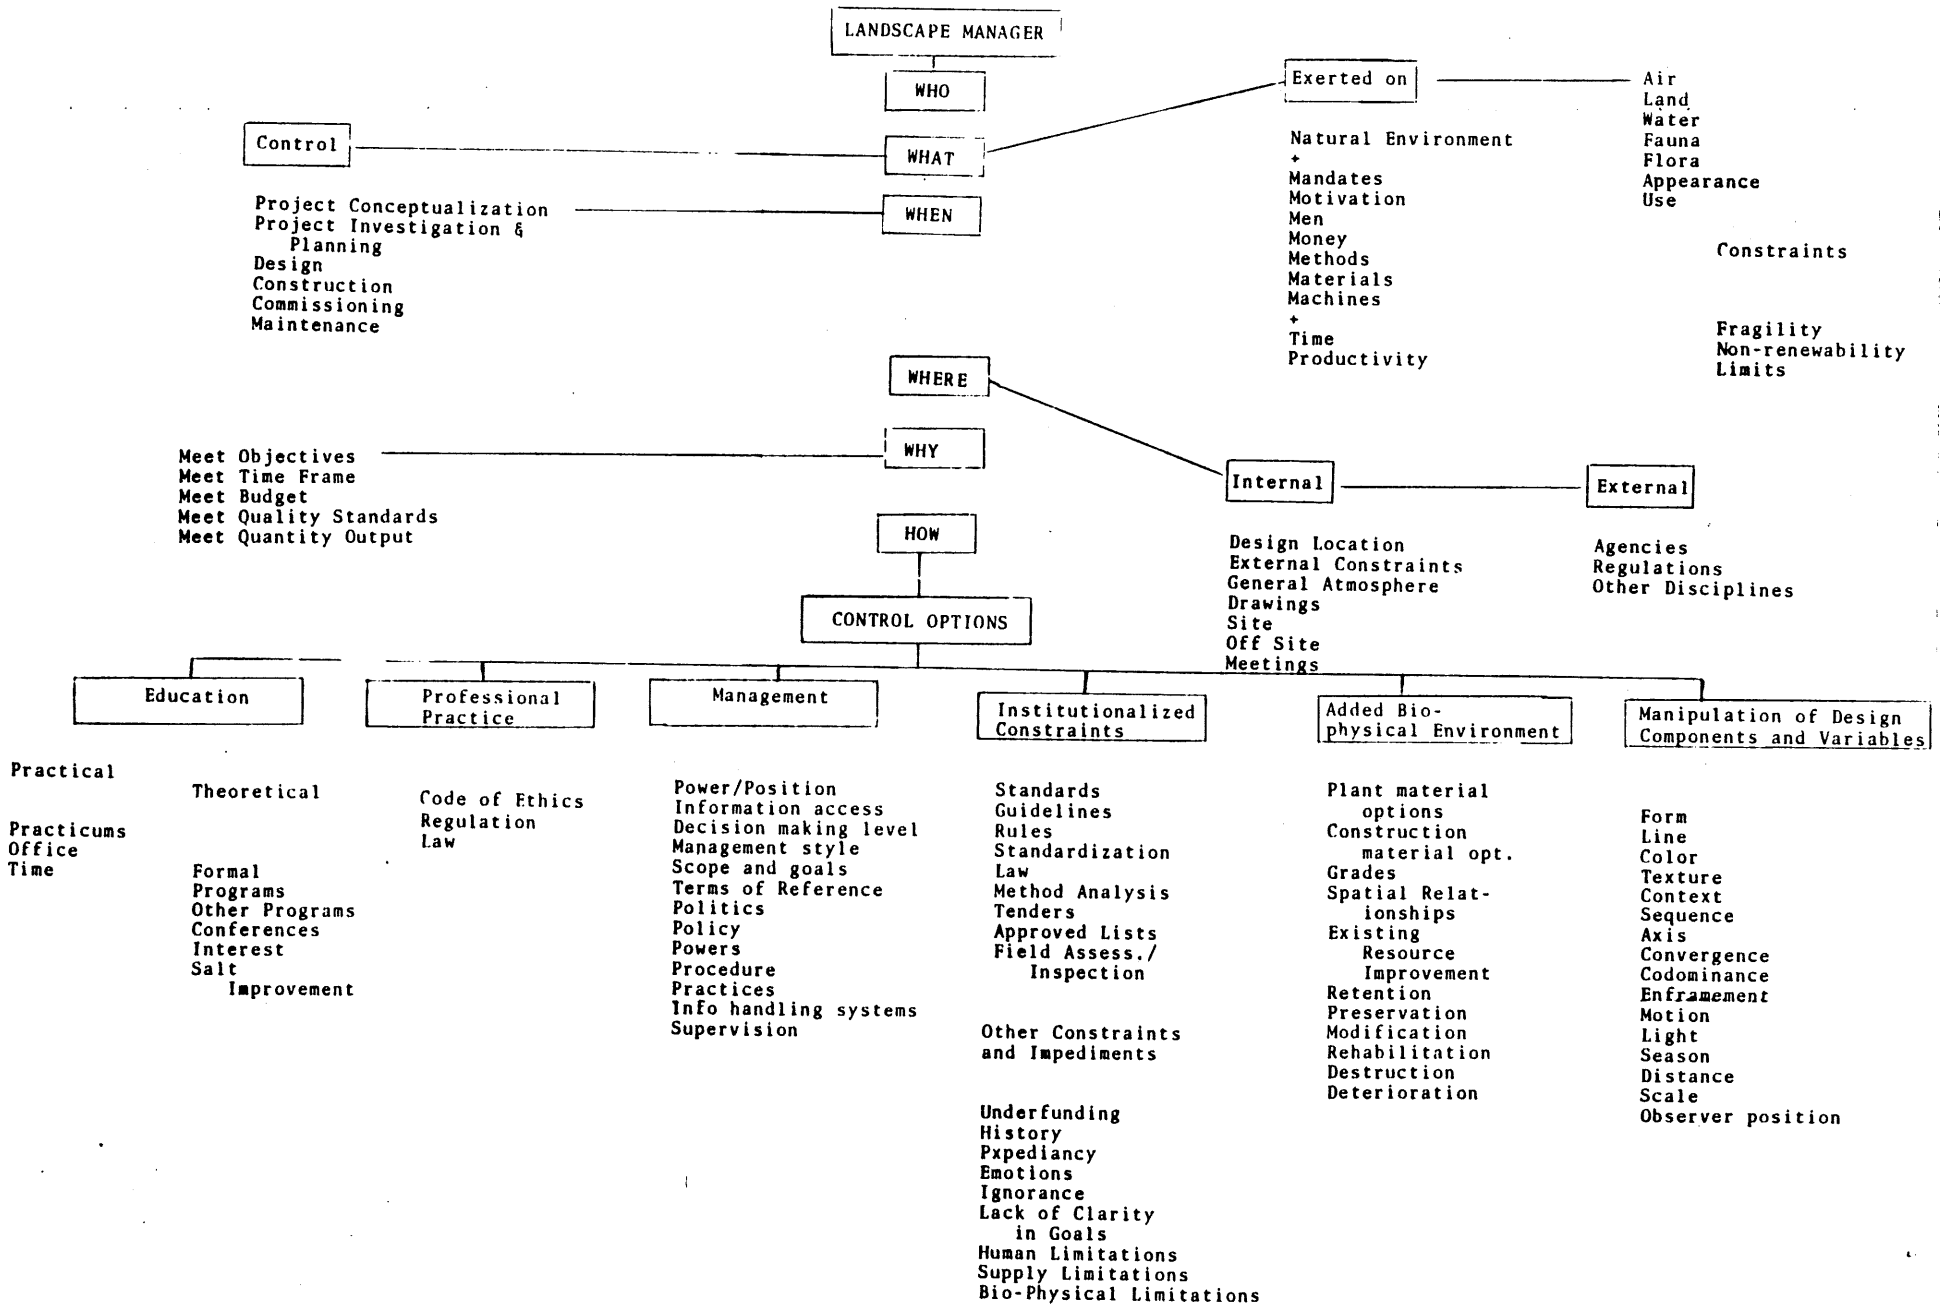 LANDSCAPE MANAGER
WHO
Exerted on
Air
Land
Water
Fauna
Flora
Appearance
Use
Control
WHAT
Natural Environment
+
Mandates
Motivation
Men
Money
Methods
Materials
Machines
+
Time
Productivity
Constraints
Fragility
Non-renewability
Limits
WHEN
Project Conceptualization
Project Investigation &
Planning
Design
Construction
Commissioning
Maintenance
WHERE
WHY
Meet Objectives
Meet Time Frame
Meet Budget
Meet Quality Standards
Meet Quantity Output
Internal
External
Design Location
External Constraints
General Atmosphere
Drawings
Site
Off Site
Meetings
Agencies
Regulations
Other Disciplines
HOW
CONTROL OPTIONS
Education
Professional
Practice
Management
Institutionalized
Constraints
Added Bio-
physical Environment
Manipulation of Design
Components and Variables
Practical
Practicums
Office
Time
Theoretical
Formal
Programs
Other Programs
Conferences
Interest
Salt
Improvement
Code of Ethics
Regulation
Law
Power/Position
Information access
Decision making level
Management style
Scope and goals
Terms of Reference
Politics
Policy
Powers
Procedure
Practices
Info handling systems
Supervision
Standards
Guidelines
Rules
Standardization
Law
Method Analysis
Tenders
Approved Lists
Field Assess./
Inspection
Other Constraints
and Impediments
Underfunding
History
Pxpediancy
Emotions
Ignorance
Lack of Clarity
in Goals
Human Limitations
Supply Limitations
Bio-Physical Limitations
Plant material
options
Construction
material opt.
Grades
Spatial Relat-
ionships
Existing
Resource
Improvement
Retention
Preservation
Modification
Rehabilitation
Destruction
Deterioration
Form
Line
Color
Texture
Context
Sequence
Axis
Convergence
Codominance
Enframement
Motion
Light
Season
Distance
Scale
Observer position